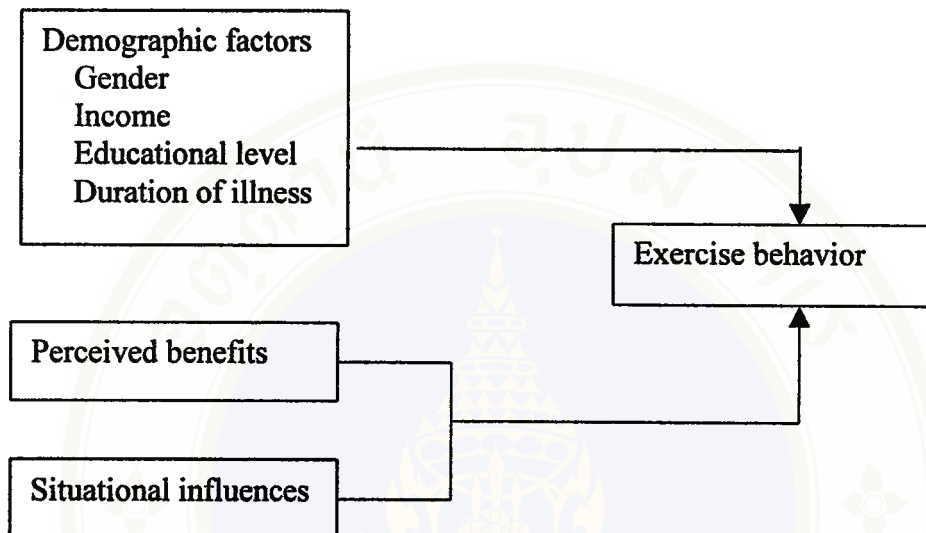 Demographic factors
Gender
Income
Educational level
Duration of illness
Exercise behavior
Perceived benefits
Situational influences